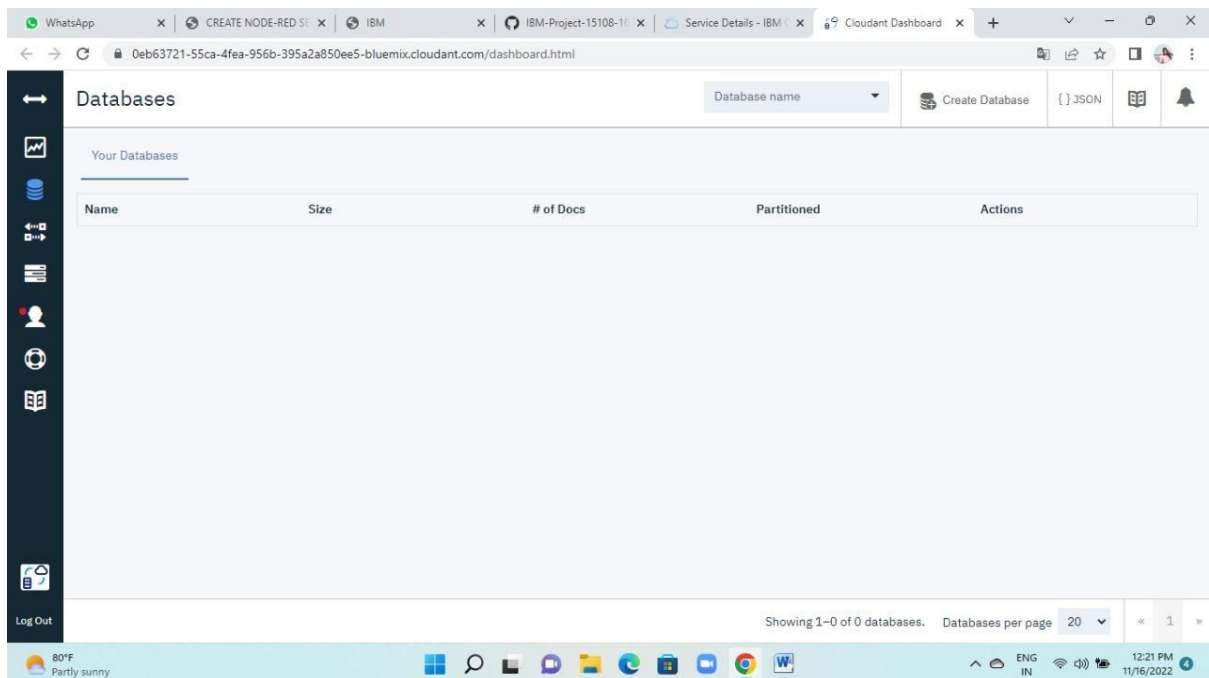 WhatsApp
CREATE NODE-RED SE
IBM
IBM-Project-15108-16
Service Details - IBM C
Cloudant Dashboard
0eb63721-55ca-4fea-956b-395a2a850ee5-bluemix.cloudant.com/dashboard.html
Databases
Database name
Create Database
{ } JSON
Your Databases
Name Size # of Docs Partitioned Actions
Log Out
Showing 1–0 of 0 databases. Databases per page 20 « 1 »
80°F
Partly sunny
ENG
IN
12:21 PM
11/16/2022
4